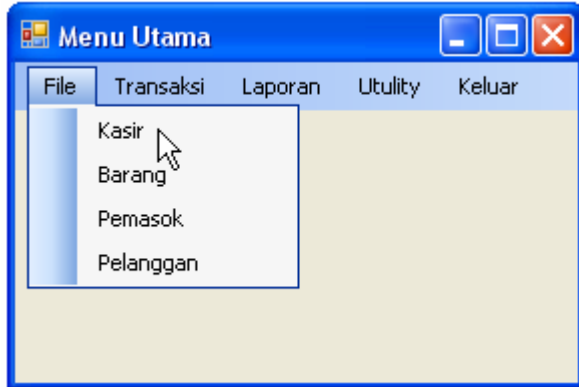 Menu Utama
File Transaksi Laporan Utulity Keluar
Kasir
Barang
Pemasok
Pelanggan